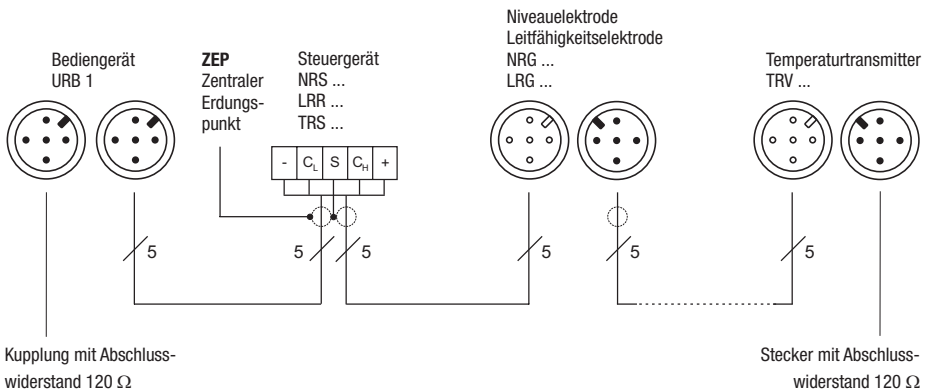 Bediengerät
URB 1
ZEP
Zentraler
Erdungs-
punkt
Steuergerät
NRS ...
LRR ...
TRS ...
Niveauelektrode
Leitfähigkeitselektrode
NRG ...
LRG ...
Temperaturtransmitter
TRV ...
- CL S CH +
5
5
5
5
5
5
Kupplung mit Abschluss-
widerstand 120 Ω
Stecker mit Abschluss-
widerstand 120 Ω